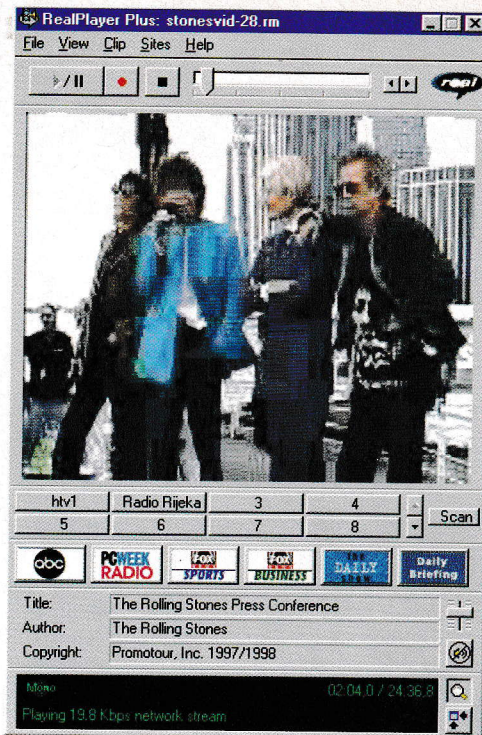 RealPlayer Plus: stonesvid-28.rm
File View Clip Sites Help
real
htv1 Radio Rijeka 3 4
5 6 7 8
Scan
abc PC WEEK RADIO FOX SPORTS FOX BUSINESS THE DAILY SHOW Daily Briefing
Title: The Rolling Stones Press Conference
Author: The Rolling Stones
Copyright: Promotour, Inc. 1997/1998
Mono 02:04,0 / 24:36,8
Playing 19.8 Kbps network stream